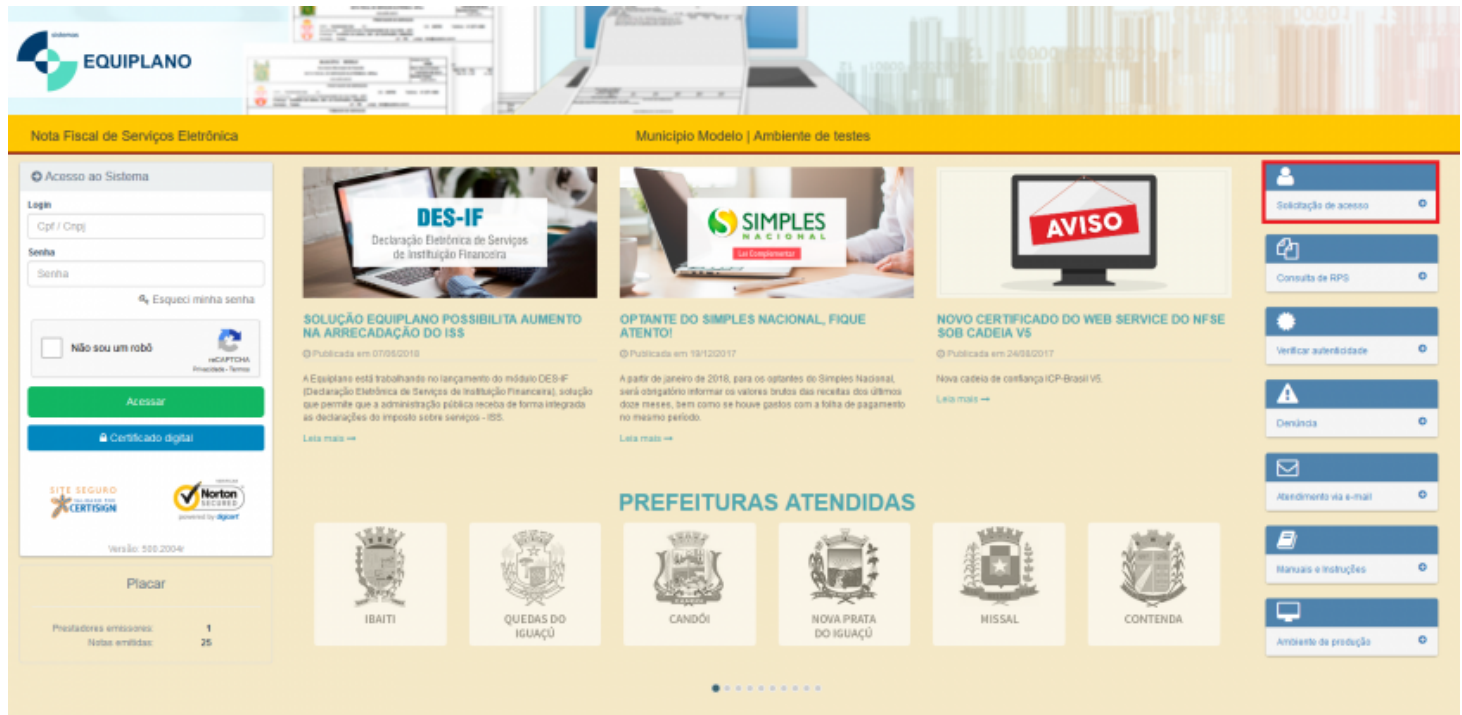 sistemas
EQUIPLANO
Nota Fiscal de Serviços Eletrônica
Município Modelo | Ambiente de testes
Acesso ao Sistema
Login
Cpf / Cnpj
Senha
Senha
Esqueci minha senha
Não sou um robô
reCAPTCHA
Privacidade - Termos
Acessar
Certificado digital
SITE SEGURO
CERTISIGN
Norton
SECURED
powered by digicert
Versão: 500.2004r
Placar
Prestadores emissores: 1
Notas emitidas: 25
DES-IF
Declaração Eletrônica de Serviços
de Instituição Financeira
SOLUÇÃO EQUIPLANO POSSIBILITA AUMENTO
NA ARRECADAÇÃO DO ISS
Publicada em 07/06/2018
A Equiplano está trabalhando no lançamento do módulo DES-IF
(Declaração Eletrônica de Serviços de Instituição Financeira), solução
que permite que a administração pública receba de forma integrada
as declarações do imposto sobre serviços - ISS.
Leia mais
SIMPLES
NACIONAL
Lei Complementar
OPTANTE DO SIMPLES NACIONAL, FIQUE
ATENTO!
Publicada em 19/12/2017
A partir de janeiro de 2018, para os optantes do Simples Nacional,
será obrigatório informar os valores brutos das receitas dos últimos
doze meses, bem como se houve gastos com a folha de pagamento
no mesmo período.
Leia mais
AVISO
NOVO CERTIFICADO DO WEB SERVICE DO NFSE
SOB CADEIA V5
Publicada em 24/08/2017
Nova cadeia de confiança ICP-Brasil V5.
Leia mais
PREFEITURAS ATENDIDAS
IBAITI
QUEDAS DO
IGUAÇÚ
CANDÓI
NOVA PRATA
DO IGUAÇÚ
MISSAL
CONTENDA
Solicitação de acesso
Consulta de RPS
Verificar autenticidade
Denúncia
Atendimento via e-mail
Manuais e Instruções
Ambiente de produção